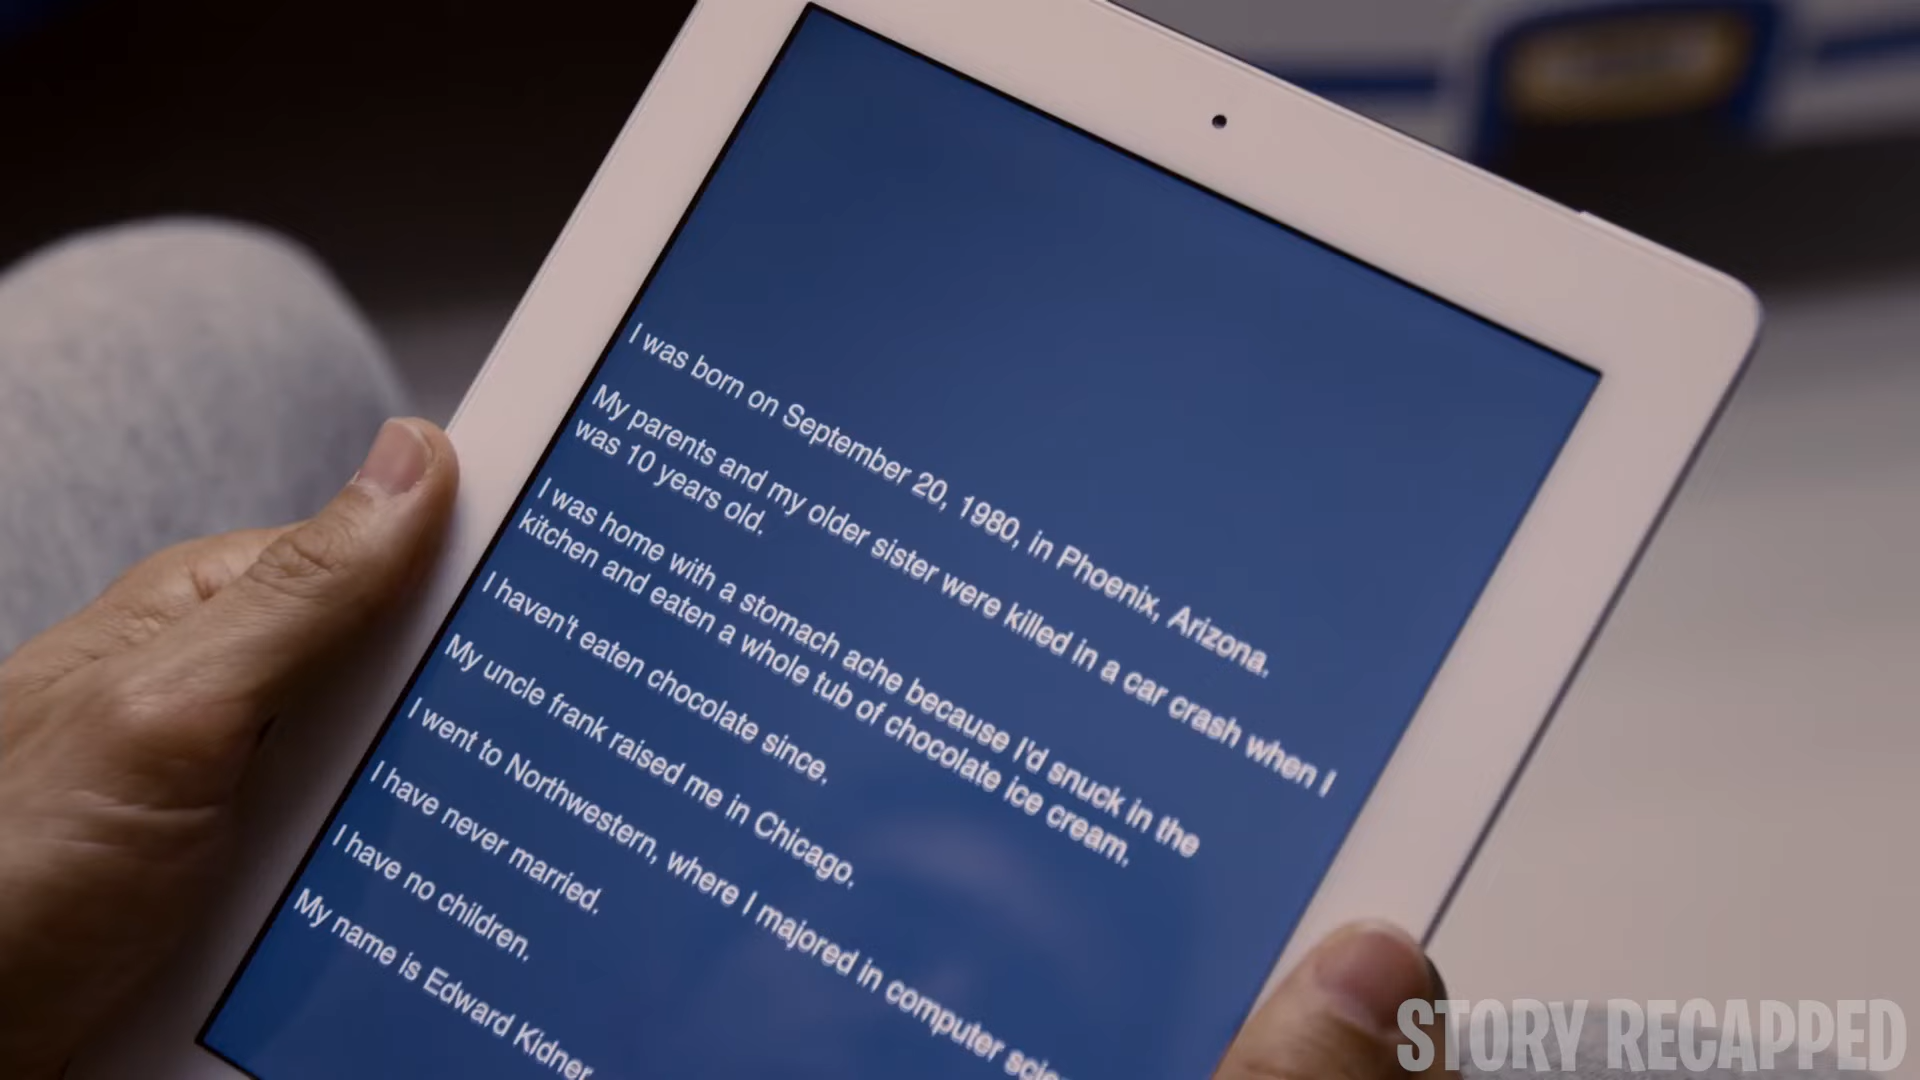 I was born on September 20, 1980, in Phoenix, Arizona.
My parents and my older sister were killed in a car crash when I
was 10 years old.
I was home with a stomach ache because I'd snuck in the
kitchen and eaten a whole tub of chocolate ice cream.
I haven't eaten chocolate since.
My uncle frank raised me in Chicago.
I went to Northwestern, where I majored in computer
I have never married.
I have no children.
My name is Edward Kidner
STORY RECAPPED